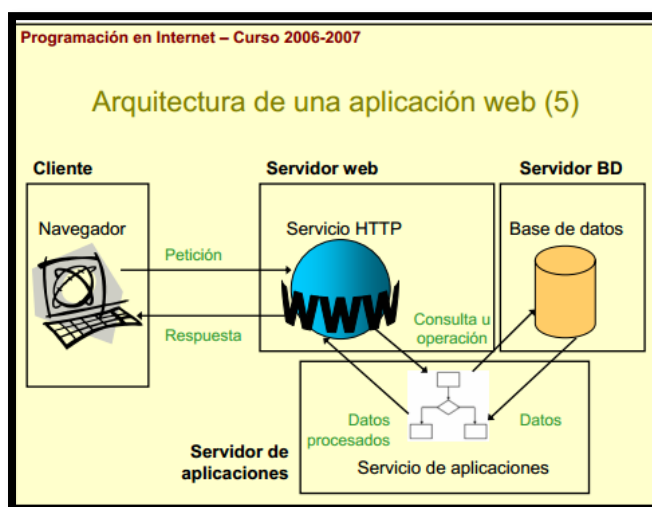 Programación en Internet – Curso 2006-2007
Arquitectura de una aplicación web (5)
Cliente
Servidor web
Servidor BD
Navegador
Servicio HTTP
Base de datos
Petición
WWW
Respuesta
Consulta u
operación
Datos
procesados
Datos
Servidor de
aplicaciones
Servicio de aplicaciones